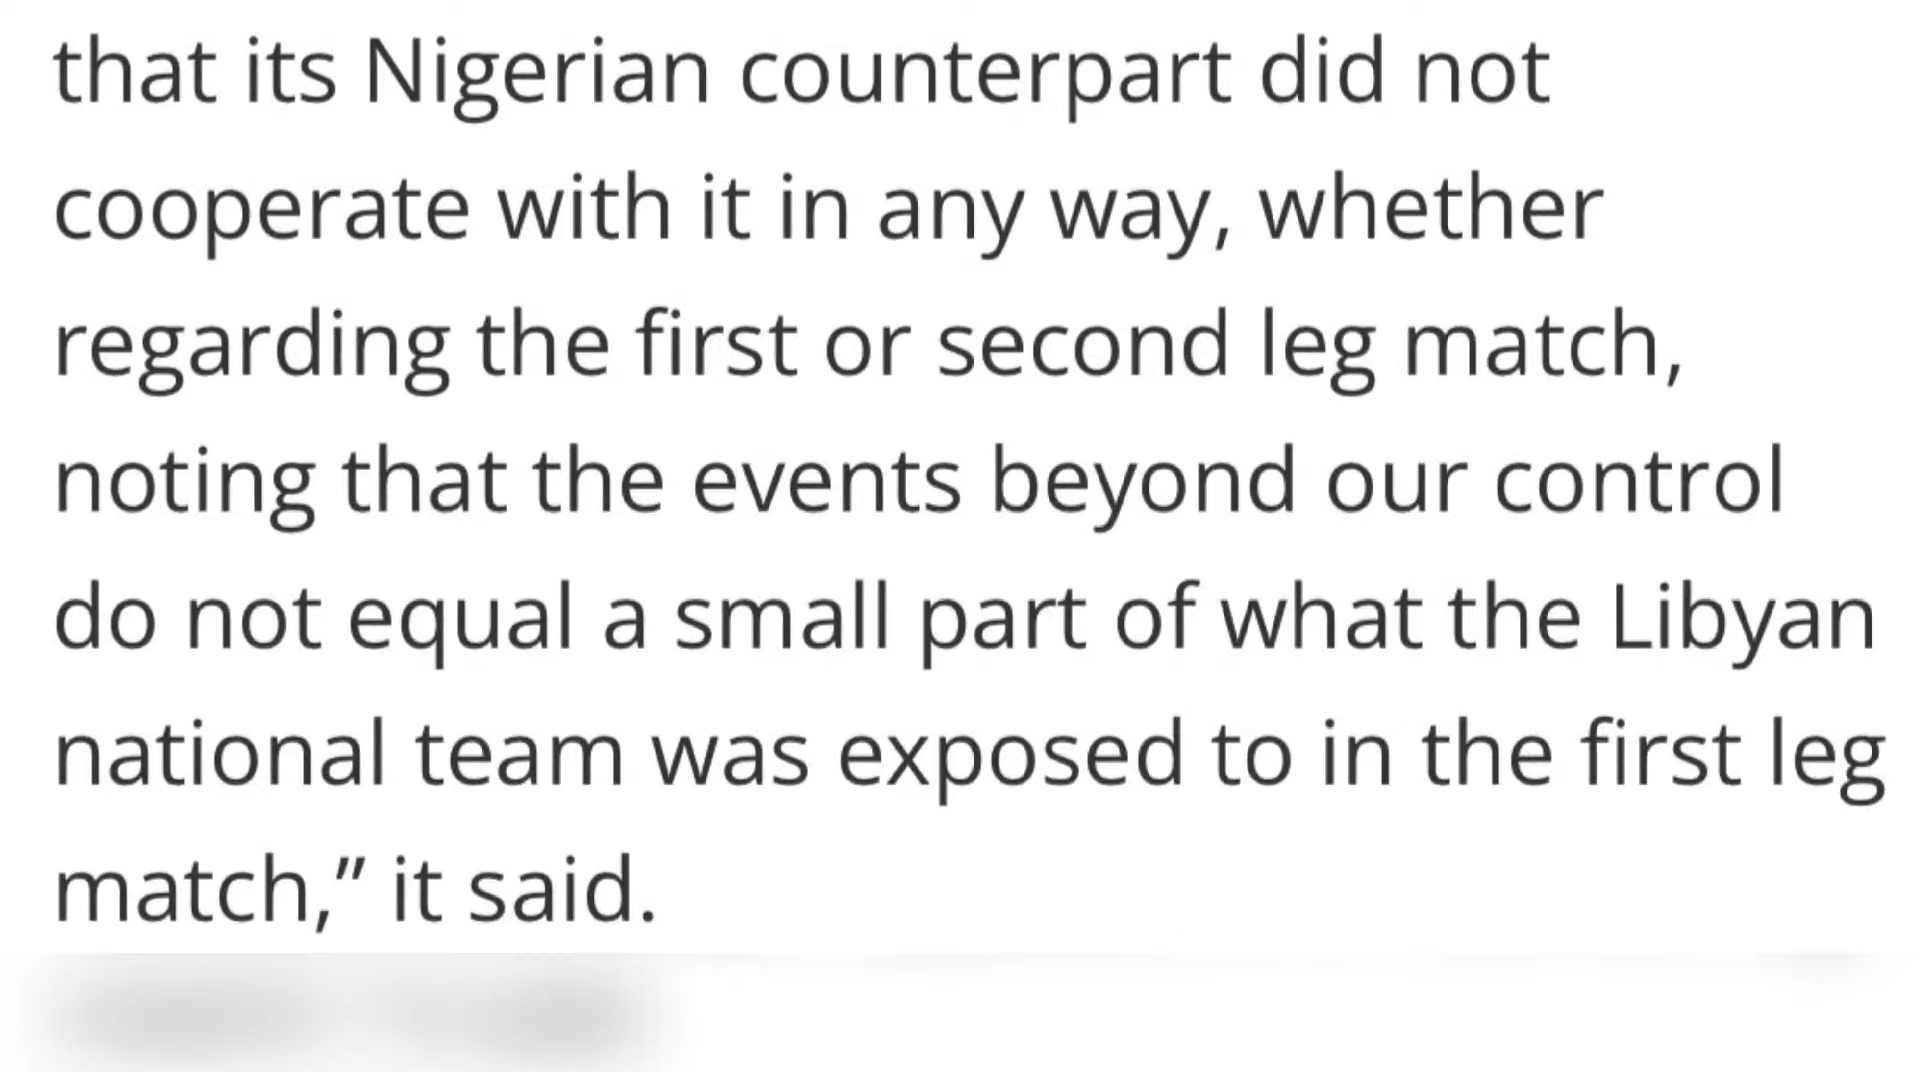 that its Nigerian counterpart did not
cooperate with it in any way, whether
regarding the first or second leg match,
noting that the events beyond our control
do not equal a small part of what the Libyan
national team was exposed to in the first leg
match,” it said.